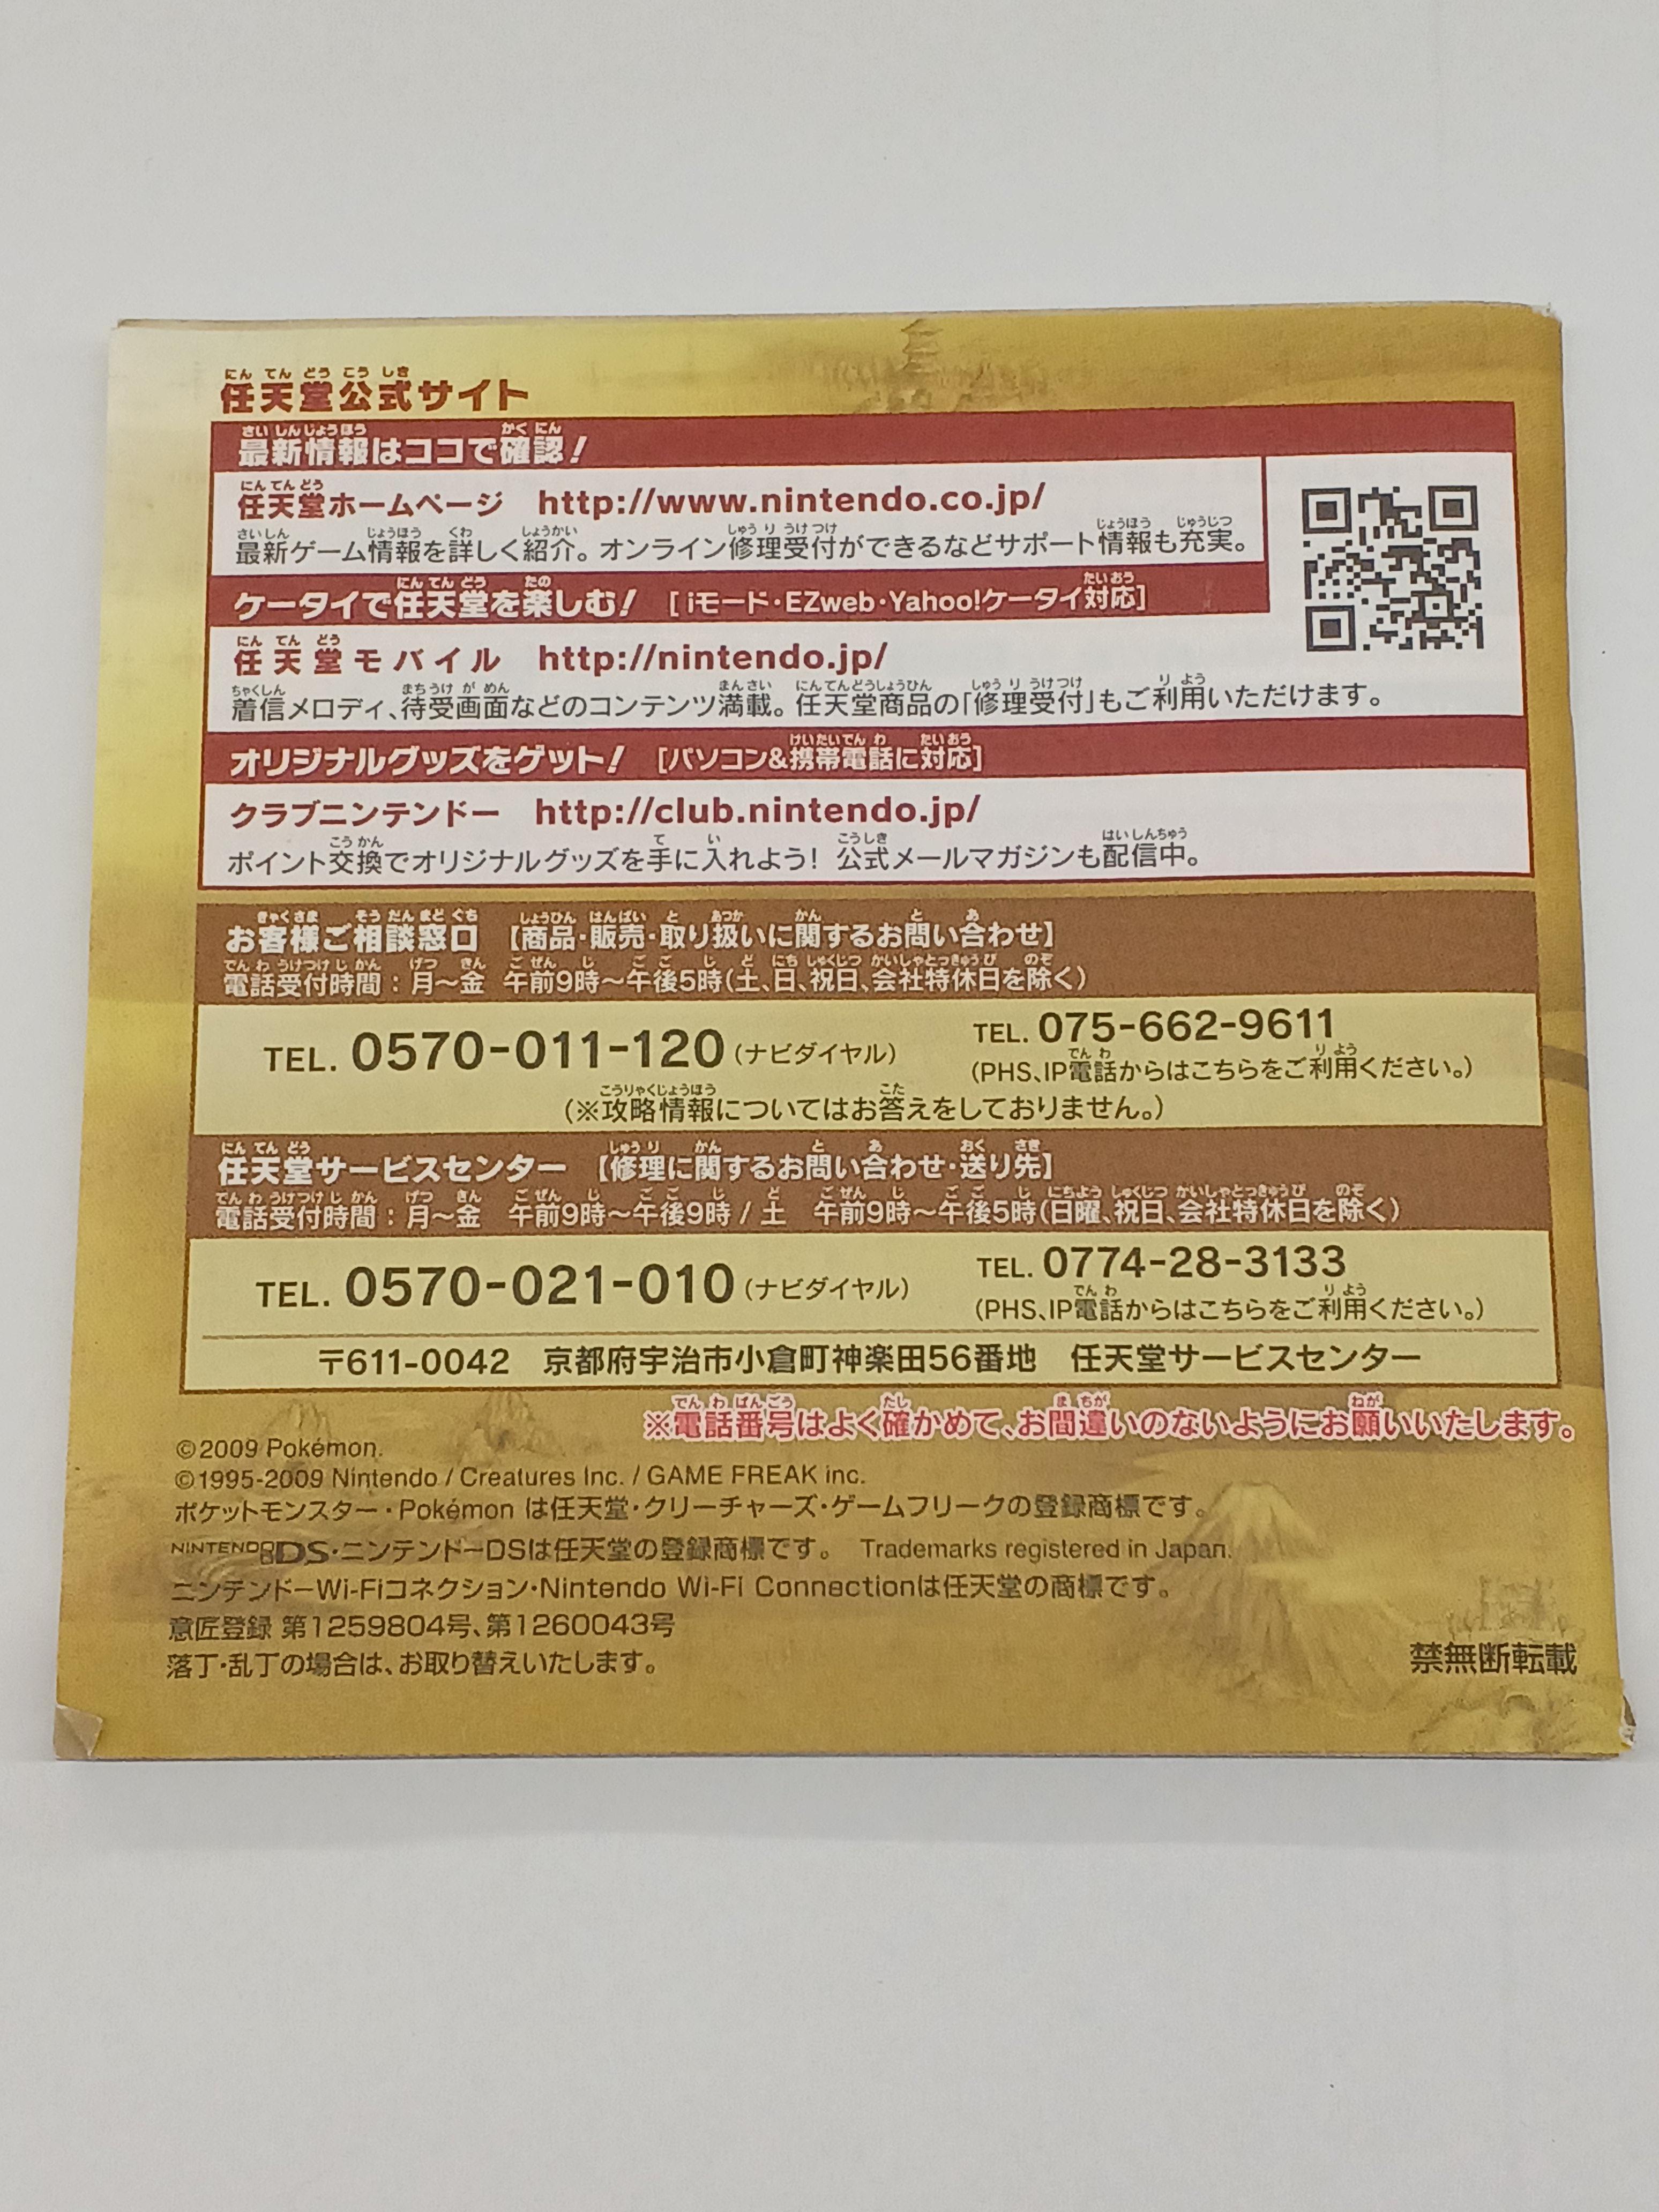 任天堂公式サイト
最新情報はココで確認!
任天堂ホームページ http://www.nintendo.co.jp/
最新ゲーム情報を詳しく紹介。オンライン修理受付ができるなどサポート情報も充実。
ケータイで任天堂を楽しむ! [iモード・EZweb・Yahoo!ケータイ対応]
任天堂モバイル http://nintendo.jp/
着信メロディ、待受画面などのコンテンツ満載。任天堂商品の「修理受付」もご利用いただけます。
オリジナルグッズをゲット! [パソコン&携帯電話に対応]
クラブニンテンドー http://club.nintendo.jp/
ポイント交換でオリジナルグッズを手に入れよう! 公式メールマガジンも配信中。
お客様ご相談窓口 【商品・販売・取り扱いに関するお問い合わせ】
電話受付時間:月~金 午前9時~午後5時(土、日、祝日、会社特休日を除く)
TEL. 0570-011-120(ナビダイヤル) TEL. 075-662-9611
(PHS、IP電話からはこちらをご利用ください。)
(※攻略情報についてはお答えをしておりません。)
任天堂サービスセンター 【修理に関するお問い合わせ・送り先】
電話受付時間:月~金 午前9時~午後9時 / 土 午前9時~午後5時(日曜、祝日、会社特休日を除く)
TEL. 0570-021-010(ナビダイヤル) TEL. 0774-28-3133
(PHS、IP電話からはこちらをご利用ください。)
〒611-0042 京都府宇治市小倉町神楽田56番地 任天堂サービスセンター
※電話番号はよく確かめて、お間違いのないようにお願いいたします。
©2009 Pokémon.
©1995-2009 Nintendo / Creatures Inc. / GAME FREAK inc.
ポケットモンスター・Pokémon は任天堂・クリーチャーズ・ゲームフリークの登録商標です。
NINTENDO DS・ニンテンドーDSは任天堂の登録商標です。 Trademarks registered in Japan.
ニンテンドーWi-Fiコネクション・Nintendo Wi-Fi Connectionは任天堂の商標です。
意匠登録 第1259804号、第1260043号
落丁・乱丁の場合は、お取り替えいたします。
禁無断転載